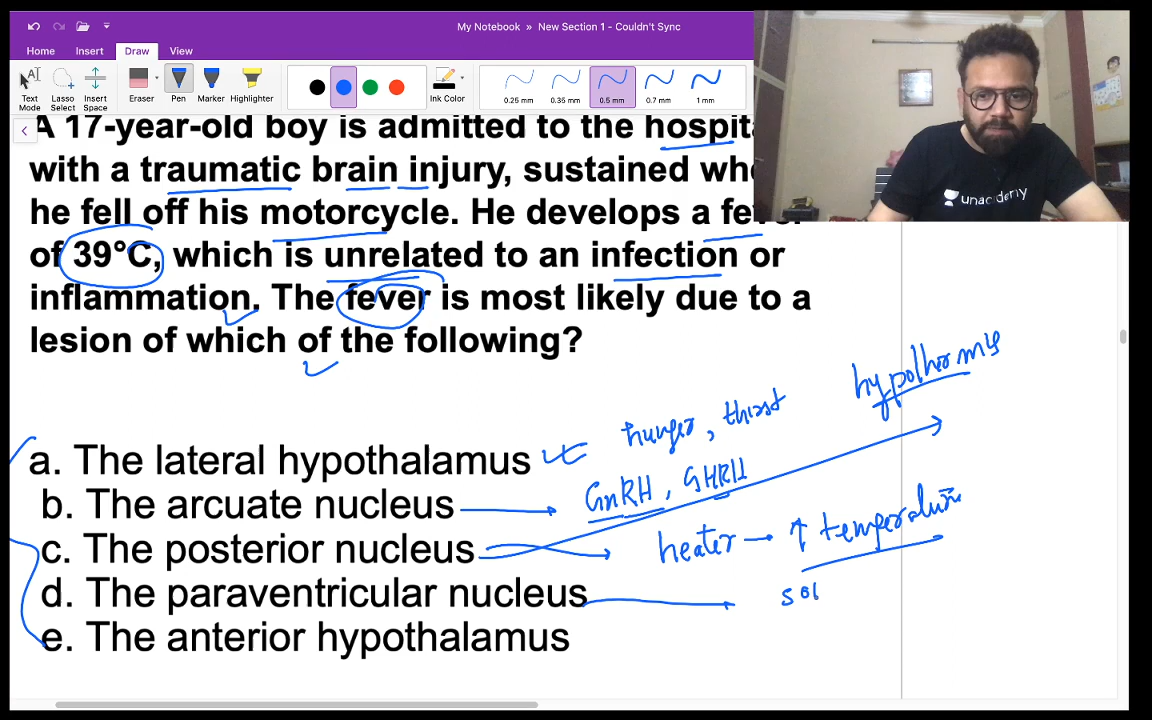 My Notebook » New Section 1 - Couldn't Sync
Home Insert Draw View
Text Mode
Lasso Select
Insert Space
Eraser
Pen
Marker
Highlighter
Ink Color
0.25 mm
0.35 mm
0.5 mm
0.7 mm
1 mm
unacademy
A 17-year-old boy is admitted to the hospit
with a traumatic brain injury, sustained whe
he fell off his motorcycle. He develops a fever
of 39°C, which is unrelated to an infection or
inflammation. The fever is most likely due to a
lesion of which of the following?
hypothermia
hunger, thirst
a. The lateral hypothalamus
GnRH, GHRH
b. The arcuate nucleus
c. The posterior nucleus
heater → ↑ temperature
d. The paraventricular nucleus
e. The anterior hypothalamus